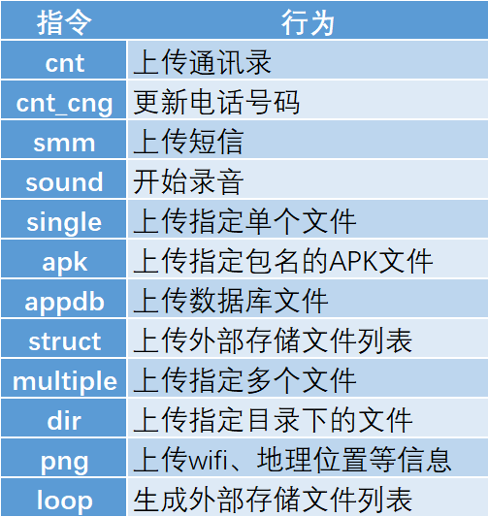 指令 行为
cnt 上传通讯录
cnt_cng 更新电话号码
smm 上传短信
sound 开始录音
single 上传指定单个文件
apk 上传指定包名的APK文件
appdb 上传数据库文件
struct 上传外部存储文件列表
multiple 上传指定多个文件
dir 上传指定目录下的文件
png 上传wifi、地理位置等信息
loop 生成外部存储文件列表